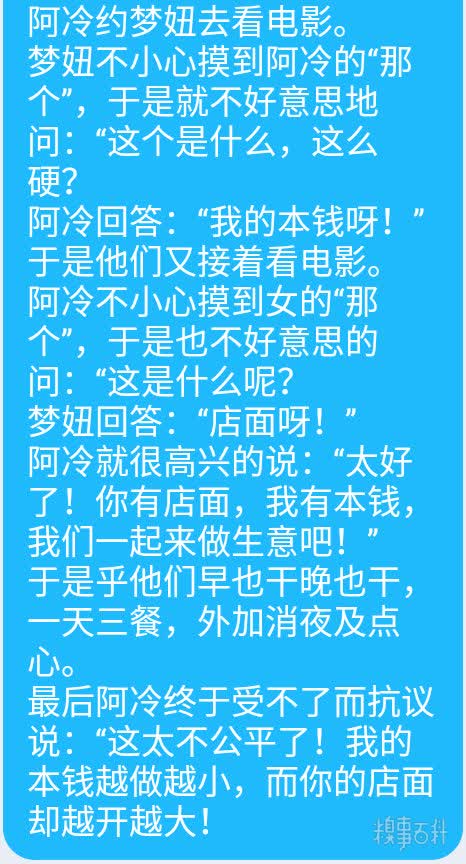 阿冷约梦妞去看电影。
梦妞不小心摸到阿冷的“那
个”，于是就不好意思地
问：“这个是什么，这么
硬？
阿冷回答：“我的本钱呀！”
于是他们又接着看电影。
阿冷不小心摸到女的“那
个”，于是也不好意思的
问：“这是什么呢？
梦妞回答：“店面呀！”
阿冷就很高兴的说：“太好
了！你有店面，我有本钱，
我们一起来做生意吧！”
于是乎他们早也干晚也干，
一天三餐，外加消夜及点
心。
最后阿冷终于受不了而抗议
说：“这太不公平了！我的
本钱越做越小，而你的店面
却越开越大！
糗事百科